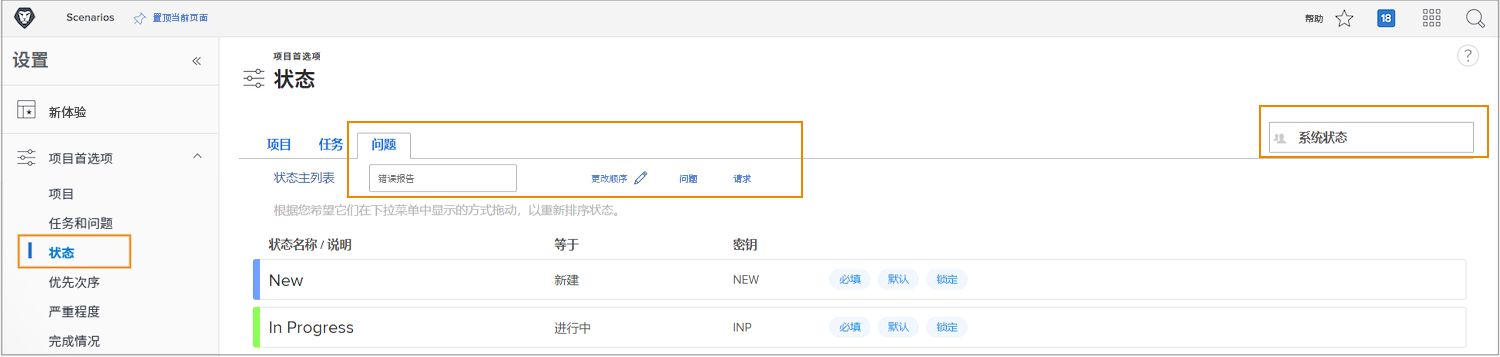 Scenarios 置顶当前页面 帮助 18
设置 «
新体验
项目首选项
项目
任务和问题
状态
优先次序
严重程度
完成情况
项目首选项
状态
?
系统状态
项目 任务 问题
状态主列表 错误报告 更改顺序 问题 请求
根据您希望它们在下拉菜单中显示的方式拖动，以重新排序状态。
状态名称 / 说明 等于 密钥
New 新建 NEW 必填 默认 锁定
In Progress 进行中 INP 必填 默认 锁定